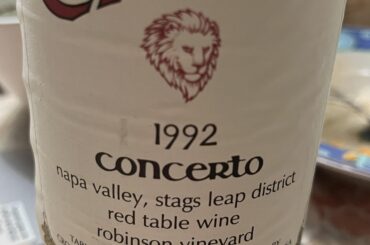 1992
concerto
napa valley, stags leap district
red table wine
robinson vineyard